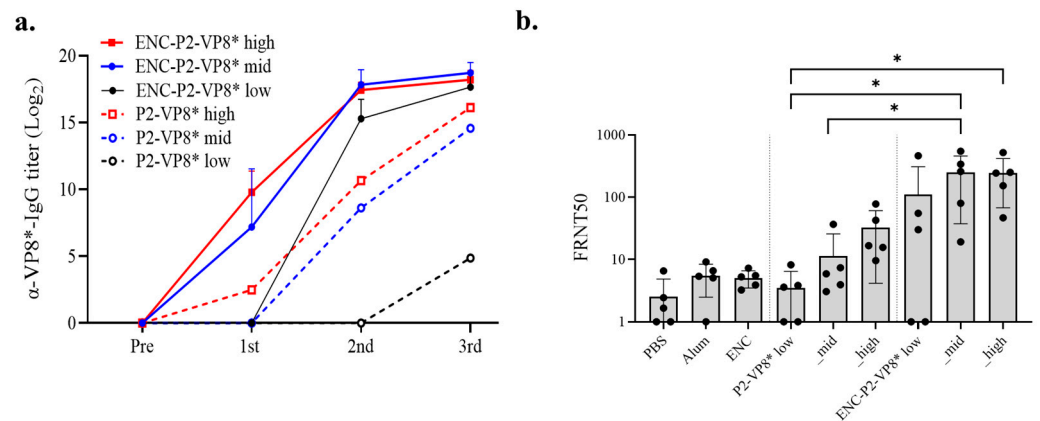 a.
ENC-P2-VP8* high
ENC-P2-VP8* mid
ENC-P2-VP8* low
P2-VP8* high
P2-VP8* mid
P2-VP8* low
α-VP8*-IgG titer (Log2)
20
15
10
5
0
Pre 1st 2nd 3rd
b.
*
*
*
FRNT50
1000
100
10
1
PBS
Alum
ENC
P2-VP8* low
_mid
_high
ENC-P2-VP8* low
_mid
_high